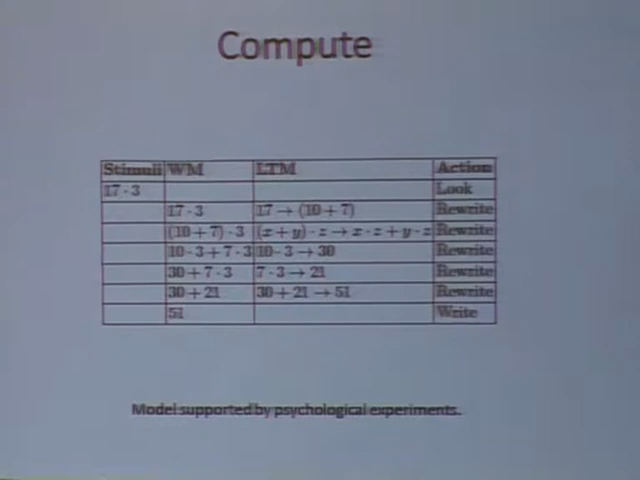 Compute
Stimuli WM LTM Action
17 · 3 Look
17 · 3 17 → (10 + 7) Rewrite
(10 + 7) · 3 (x + y) · z → x · z + y · z Rewrite
10 · 3 + 7 · 3 10 · 3 → 30 Rewrite
30 + 7 · 3 7 · 3 → 21 Rewrite
30 + 21 30 + 21 → 51 Rewrite
51 Write
Model supported by psychological experiments.